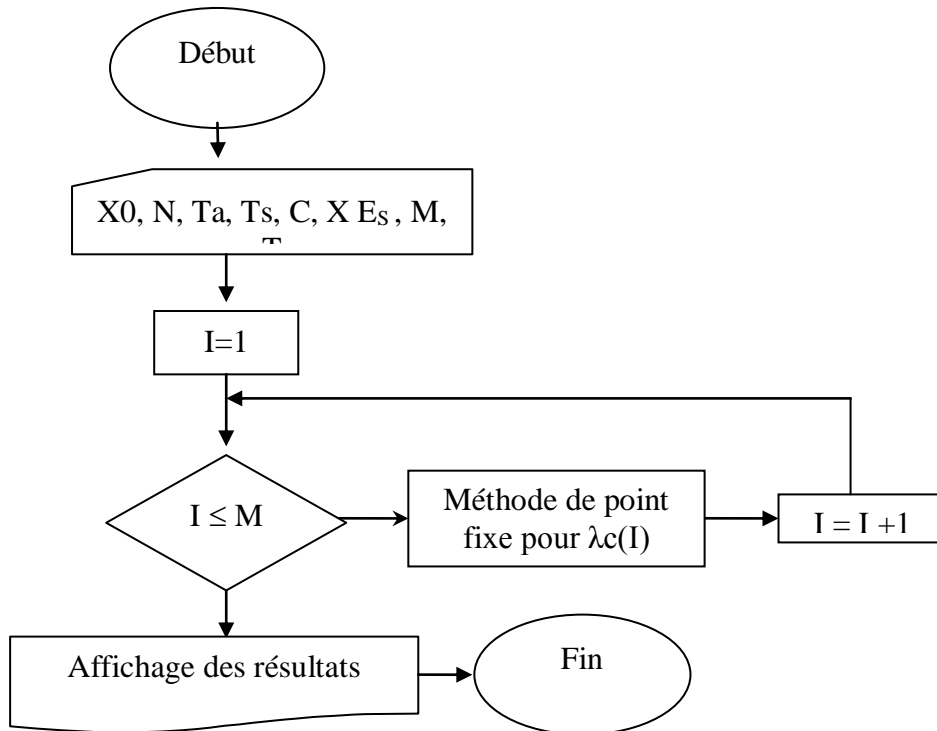 Début
X0, N, Ta, Ts, C, X Es , M,
I=1
I ≤ M
Méthode de point
fixe pour λc(I)
I = I +1
Affichage des résultats
Fin